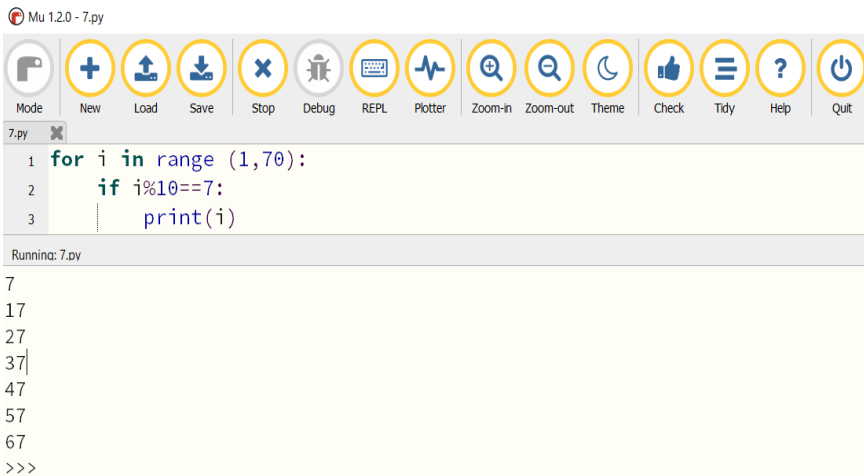 Mu 1.2.0 - 7.py
Mode New Load Save Stop Debug REPL Plotter Zoom-in Zoom-out Theme Check Tidy Help Quit
7.py
1 for i in range (1,70):
2     if i%10==7:
3         print(i)
Running: 7.py
7
17
27
37
47
57
67
>>>